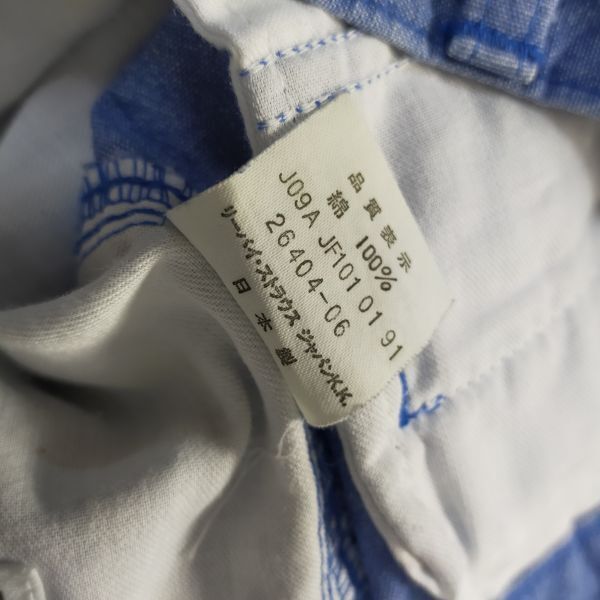 品質表示
綿 100%
J09A JF101 01 91
26404-06
リーバイ・ストラウス ジャパンK.K.
日本製